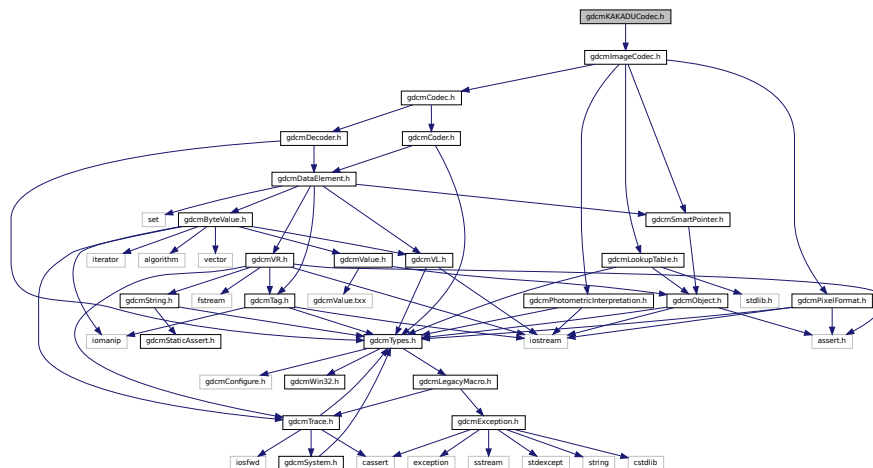 gdcmKAKADUCodec.h
gdcmImageCodec.h
gdcmCodec.h
gdcmDecoder.h
gdcmCoder.h
gdcmDataElement.h
set
gdcmByteValue.h
gdcmSmartPointer.h
iterator
algorithm
vector
gdcmVR.h
gdcmValue.h
gdcmVL.h
gdcmLookupTable.h
gdcmString.h
fstream
gdcmTag.h
gdcmValue.txx
gdcmPhotometricInterpretation.h
gdcmObject.h
stdlib.h
gdcmPixelFormat.h
iomanip
gdcmStaticAssert.h
gdcmTypes.h
iostream
assert.h
gdcmConfigure.h
gdcmWin32.h
gdcmLegacyMacro.h
gdcmTrace.h
gdcmException.h
iosfwd
gdcmSystem.h
cassert
exception
sstream
stdexcept
string
cstdlib